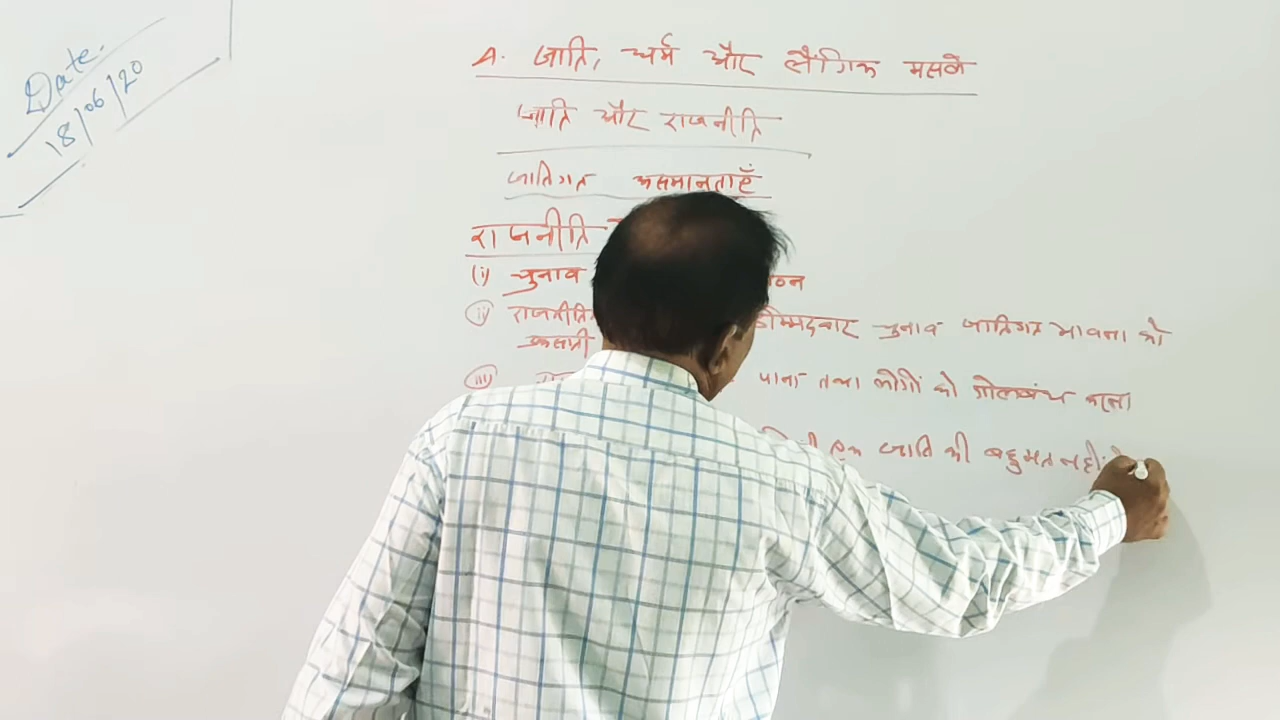 Date.
18/06/20
A. जाति, धर्म और लैंगिक मसले
जाति और राजनीति
जातिगत असमानताएँ
राजनीति
(i) चुनाव
(ii) राजनीतिक उम्मीदवार चुनाव जातिगत भावना को
उकसाती
(iii) पाना तथा लोगों को गोलबंध करना
एक जाति की बहुमत नहीं